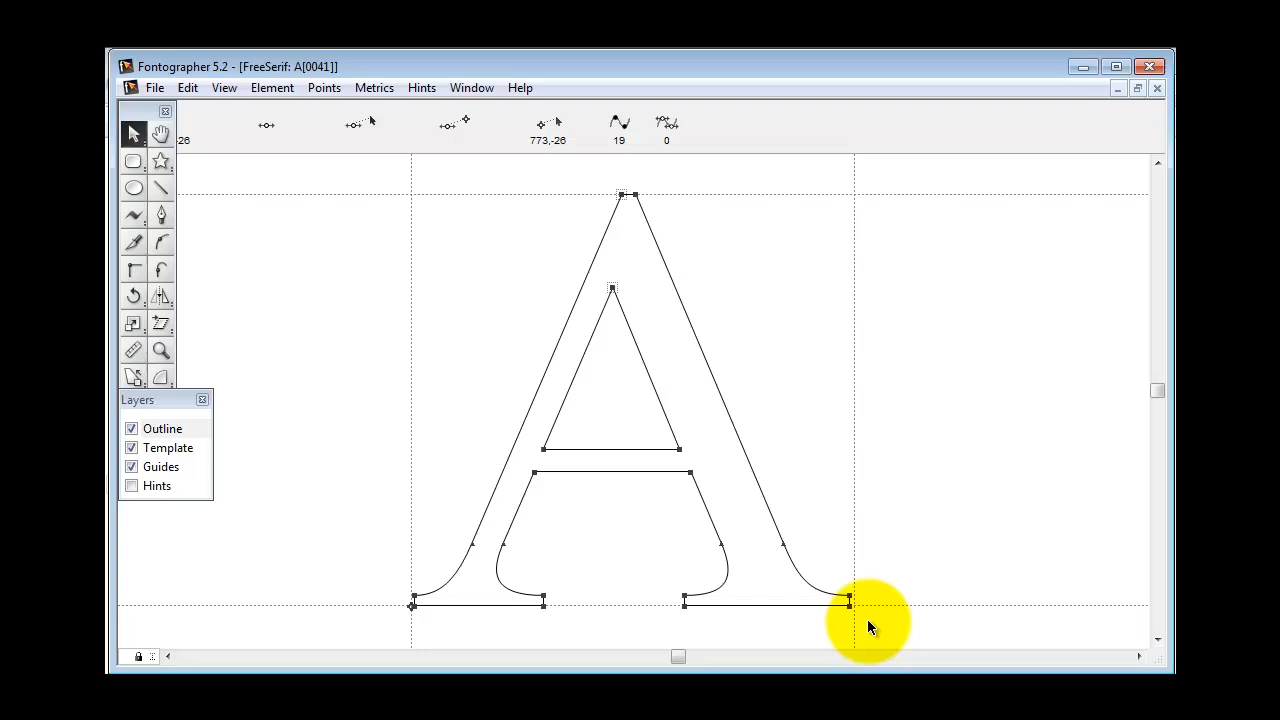 Fontographer 5.2 - [FreeSerif: A[0041]]
File Edit View Element Points Metrics Hints Window Help
-26 773,-26 19 0
Layers
Outline
Template
Guides
Hints